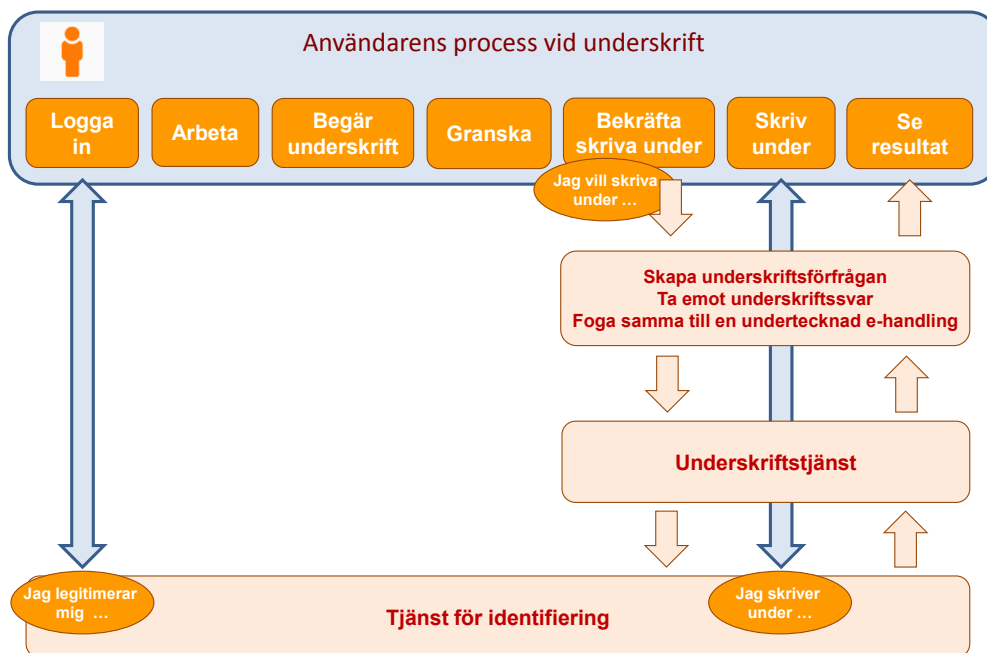 Användarens process vid underskrift
Logga
in
Arbeta
Begär
underskrift
Granska
Bekräfta
skriva under
Skriv
under
Se
resultat
Jag vill skriva
under …
Skapa underskriftsförfrågan
Ta emot underskriftssvar
Foga samma till en undertecknad e-handling
Underskriftstjänst
Jag legitimerar
mig …
Tjänst för identifiering
Jag skriver
under …